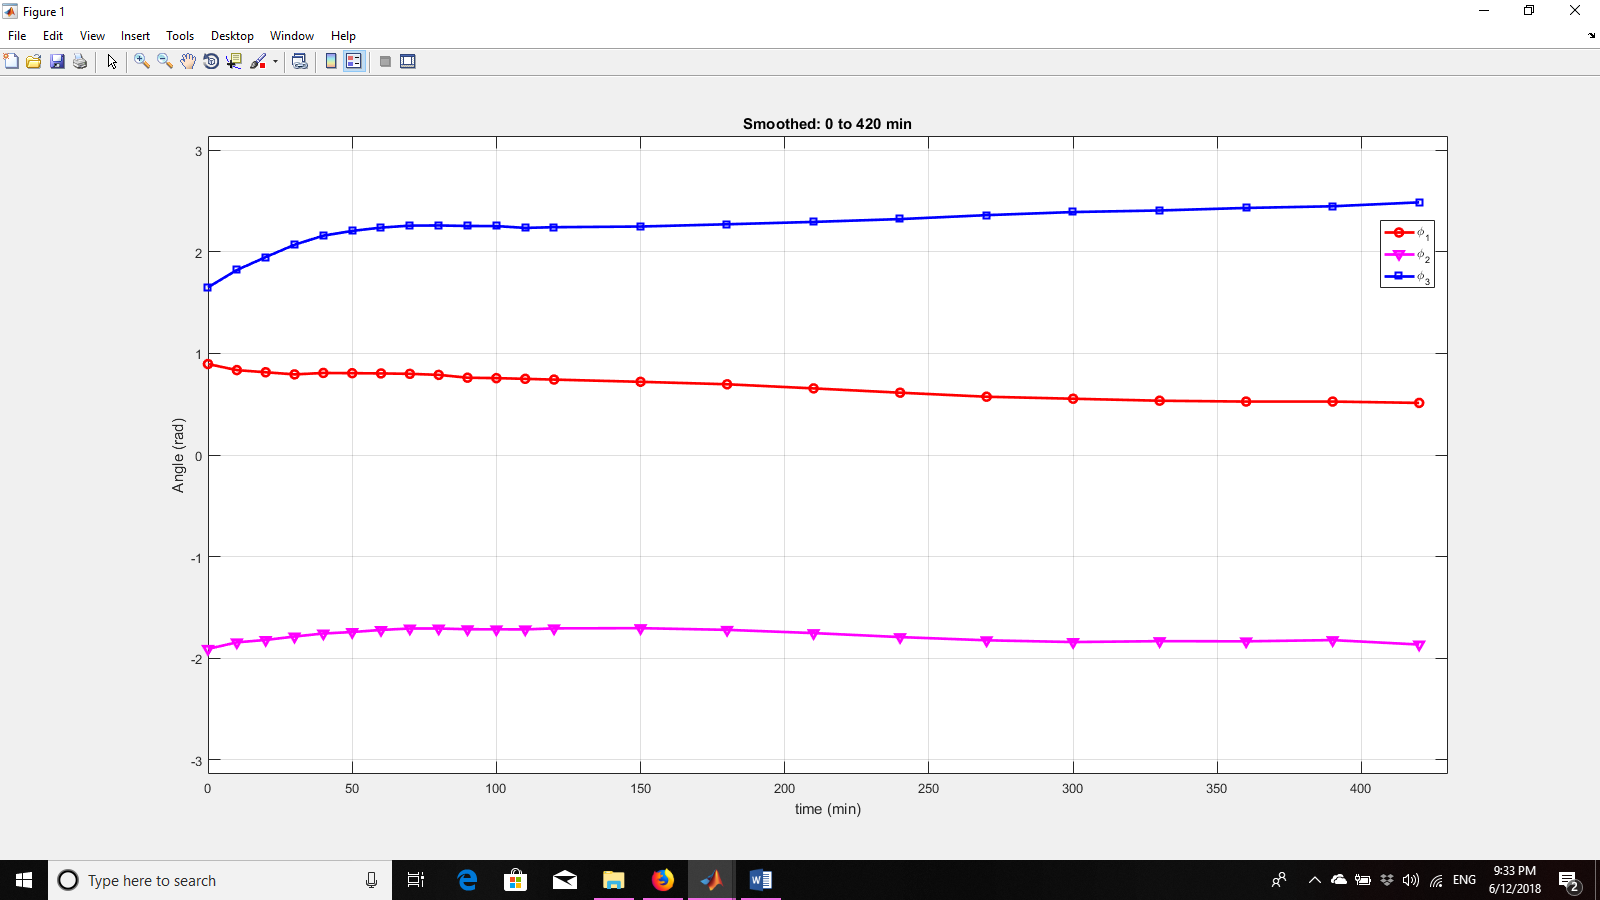 Figure 1
File Edit View Insert Tools Desktop Window Help
Smoothed: 0 to 420 min
3
2
1
0
-1
-2
-3
Angle (rad)
ϕ1
ϕ2
ϕ3
0 50 100 150 200 250 300 350 400
time (min)
Type here to search
ENG
9:33 PM
6/12/2018
2